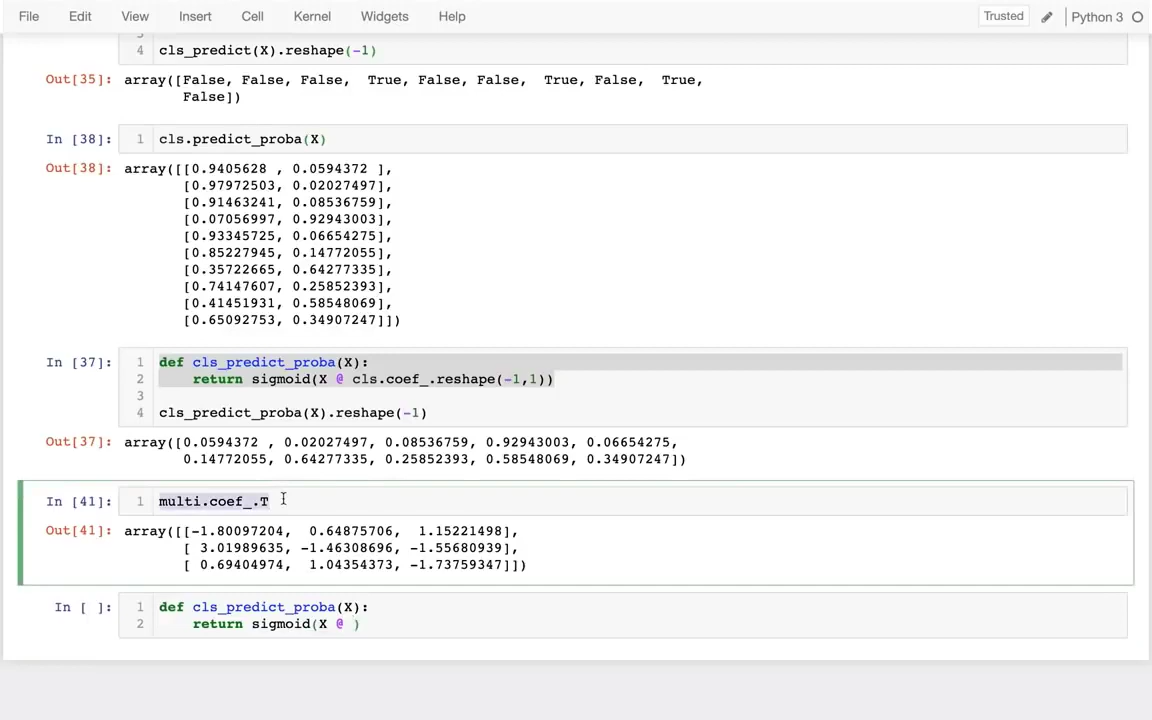 File Edit View Insert Cell Kernel Widgets Help Trusted Python 3
4 cls_predict(X).reshape(-1)
Out[35]: array([False, False, False,  True, False, False,  True, False,  True,
False])
In [38]: 1 cls.predict_proba(X)
Out[38]: array([[0.9405628 , 0.0594372 ],
[0.97972503, 0.02027497],
[0.91463241, 0.08536759],
[0.07056997, 0.92943003],
[0.93345725, 0.06654275],
[0.85227945, 0.14772055],
[0.35722665, 0.64277335],
[0.74147607, 0.25852393],
[0.41451931, 0.58548069],
[0.65092753, 0.34907247]])
In [37]: 1 def cls_predict_proba(X):
2 return sigmoid(X @ cls.coef_.reshape(-1,1))
3
4 cls_predict_proba(X).reshape(-1)
Out[37]: array([0.0594372 , 0.02027497, 0.08536759, 0.92943003, 0.06654275,
0.14772055, 0.64277335, 0.25852393, 0.58548069, 0.34907247])
In [41]: 1 multi.coef_.T
Out[41]: array([[-1.80097204,  0.64875706,  1.15221498],
[ 3.01989635, -1.46308696, -1.55680939],
[ 0.69404974,  1.04354373, -1.73759347]])
In [ ]: 1 def cls_predict_proba(X):
2 return sigmoid(X @ )